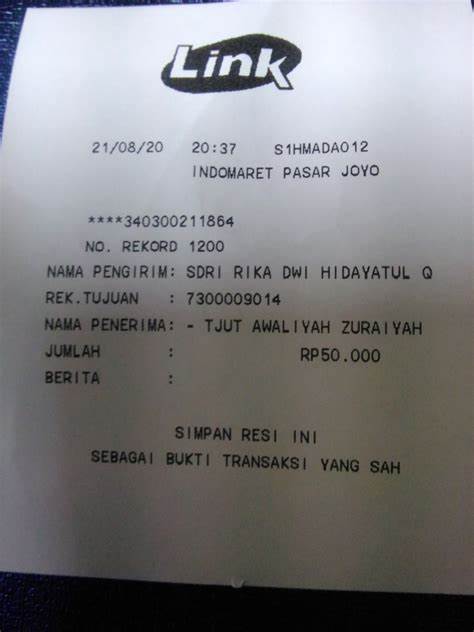 Link
21/08/20 20:37 S1HMADA012
INDOMARET PASAR JOYO
****340300211864
NO. REKORD 1200
NAMA PENGIRIM: SDRI RIKA DWI HIDAYATUL Q
REK.TUJUAN : 7300009014
NAMA PENERIMA: - TJUT AWALIYAH ZURAIYAH
JUMLAH : RP50.000
BERITA :
SIMPAN RESI INI
SEBAGAI BUKTI TRANSAKSI YANG SAH